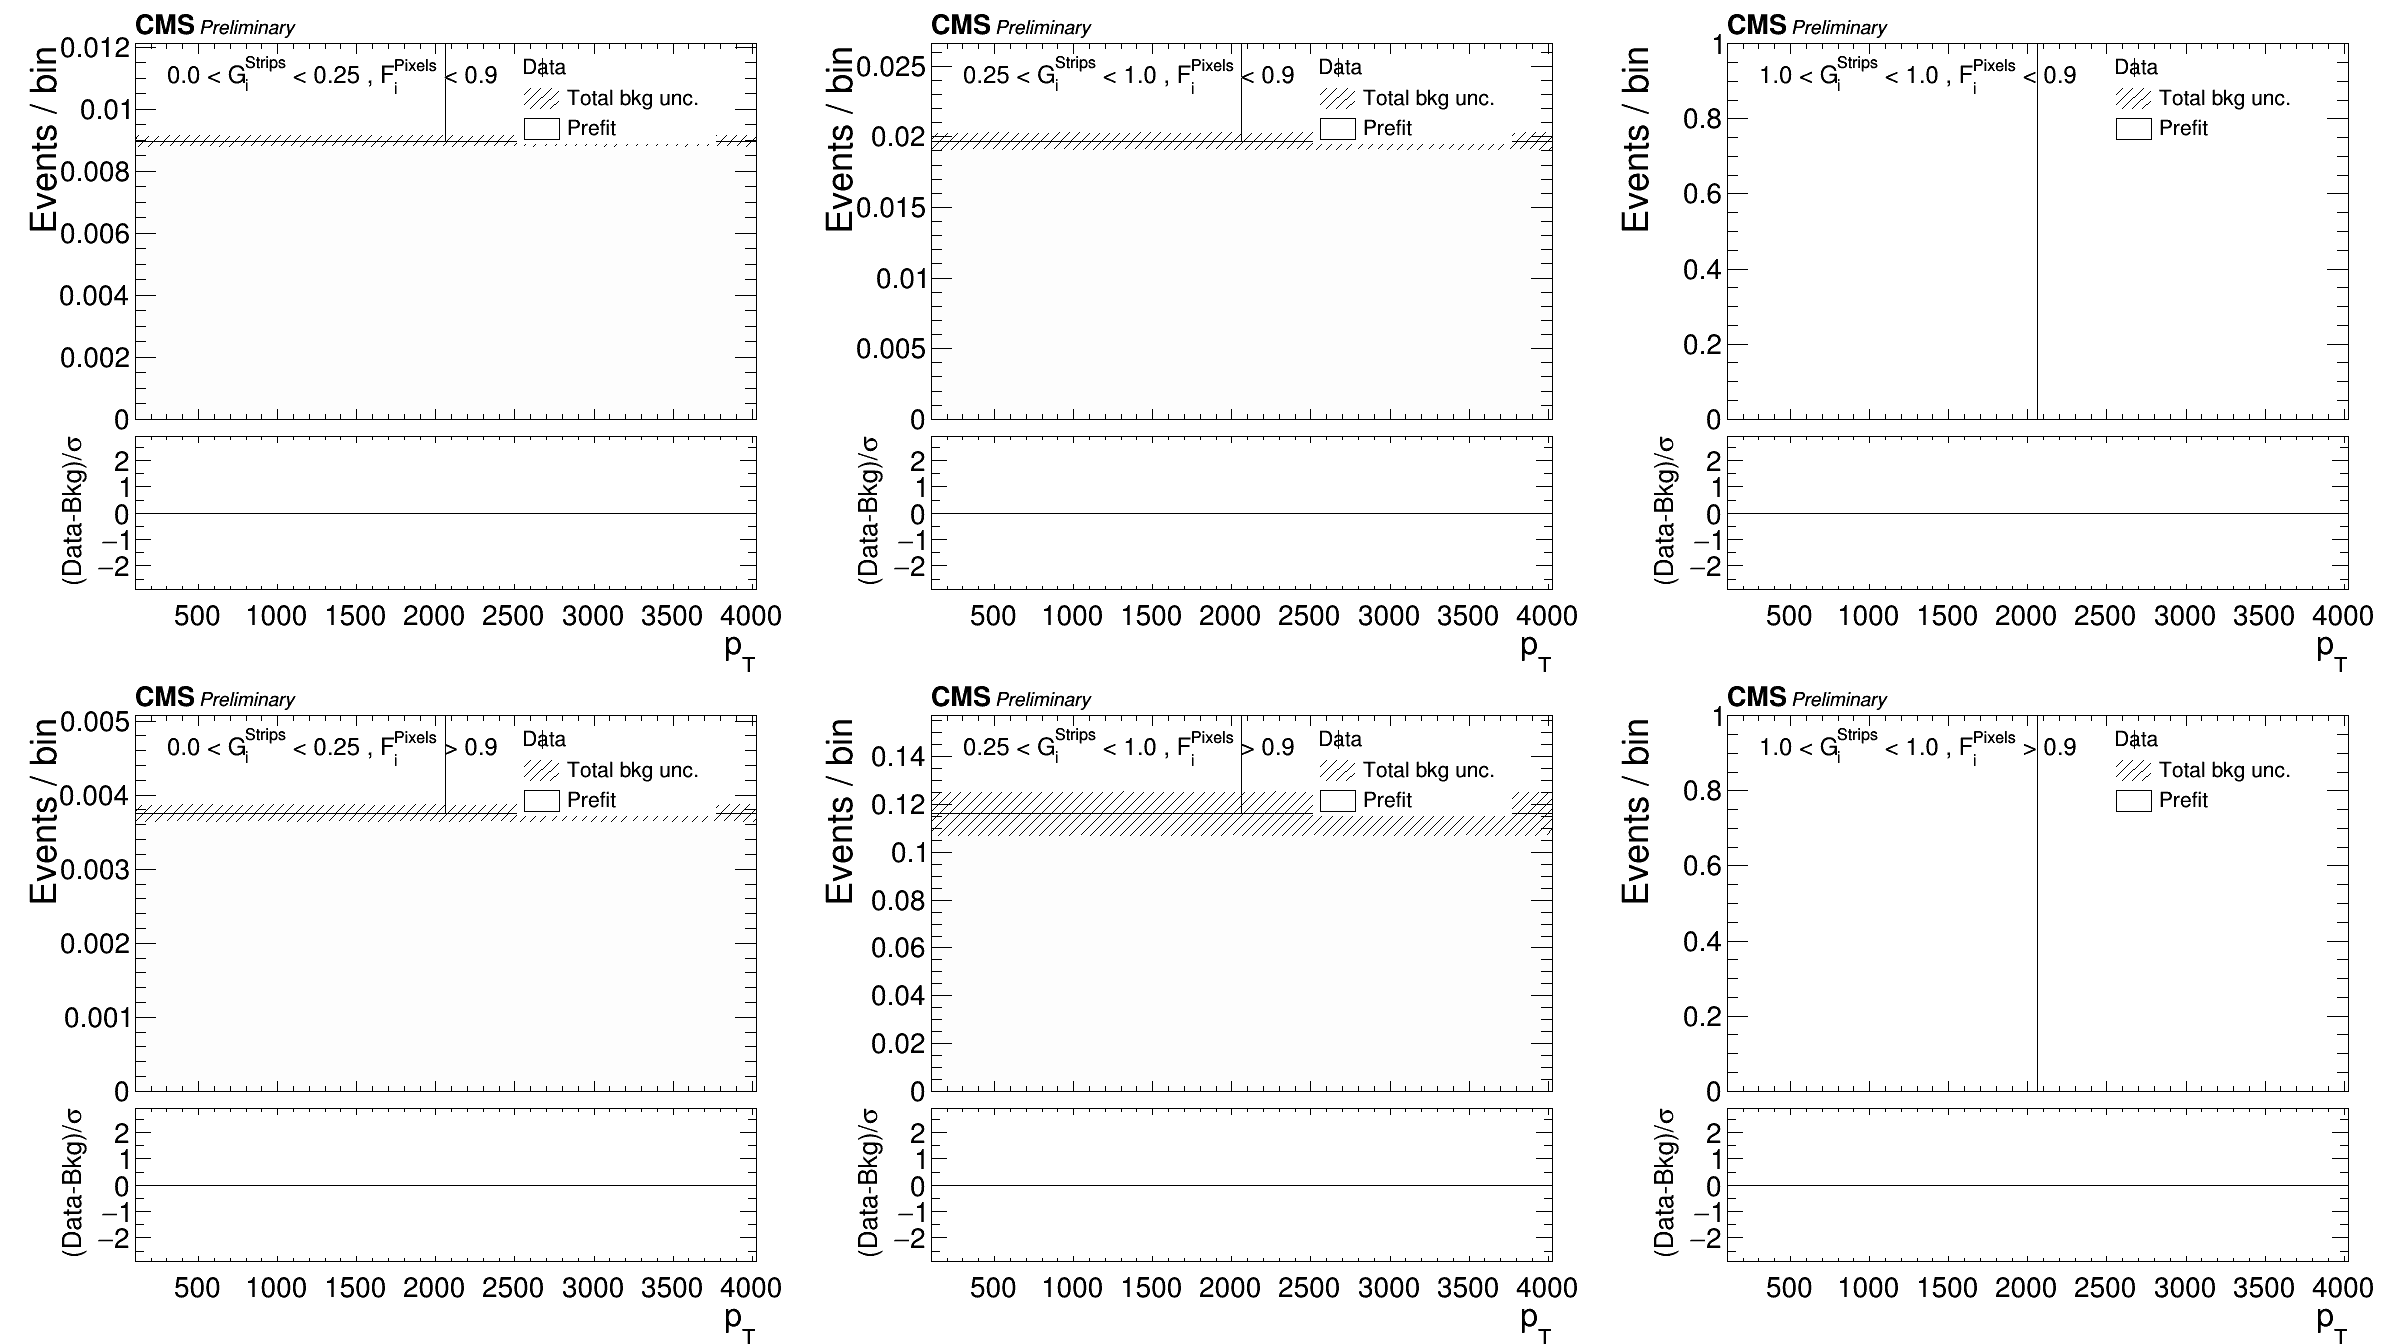 CMS Preliminary
Events / bin
0.0 < G_i^Strips < 0.25 , F_i^Pixels < 0.9
Data
Total bkg unc.
Prefit
0.012
0.01
0.008
0.006
0.004
0.002
0
(Data-Bkg)/σ
2
1
0
−1
−2
500 1000 1500 2000 2500 3000 3500 4000
p_T
CMS Preliminary
Events / bin
0.25 < G_i^Strips < 1.0 , F_i^Pixels < 0.9
Data
Total bkg unc.
Prefit
0.025
0.02
0.015
0.01
0.005
0
(Data-Bkg)/σ
2
1
0
−1
−2
500 1000 1500 2000 2500 3000 3500 4000
p_T
CMS Preliminary
Events / bin
1.0 < G_i^Strips < 1.0 , F_i^Pixels < 0.9
Data
Total bkg unc.
Prefit
1
0.8
0.6
0.4
0.2
0
(Data-Bkg)/σ
2
1
0
−1
−2
500 1000 1500 2000 2500 3000 3500 4000
p_T
CMS Preliminary
Events / bin
0.0 < G_i^Strips < 0.25 , F_i^Pixels > 0.9
Data
Total bkg unc.
Prefit
0.005
0.004
0.003
0.002
0.001
0
(Data-Bkg)/σ
2
1
0
−1
−2
500 1000 1500 2000 2500 3000 3500 4000
p_T
CMS Preliminary
Events / bin
0.25 < G_i^Strips < 1.0 , F_i^Pixels > 0.9
Data
Total bkg unc.
Prefit
0.14
0.12
0.1
0.08
0.06
0.04
0.02
0
(Data-Bkg)/σ
2
1
0
−1
−2
500 1000 1500 2000 2500 3000 3500 4000
p_T
CMS Preliminary
Events / bin
1.0 < G_i^Strips < 1.0 , F_i^Pixels > 0.9
Data
Total bkg unc.
Prefit
1
0.8
0.6
0.4
0.2
0
(Data-Bkg)/σ
2
1
0
−1
−2
500 1000 1500 2000 2500 3000 3500 4000
p_T